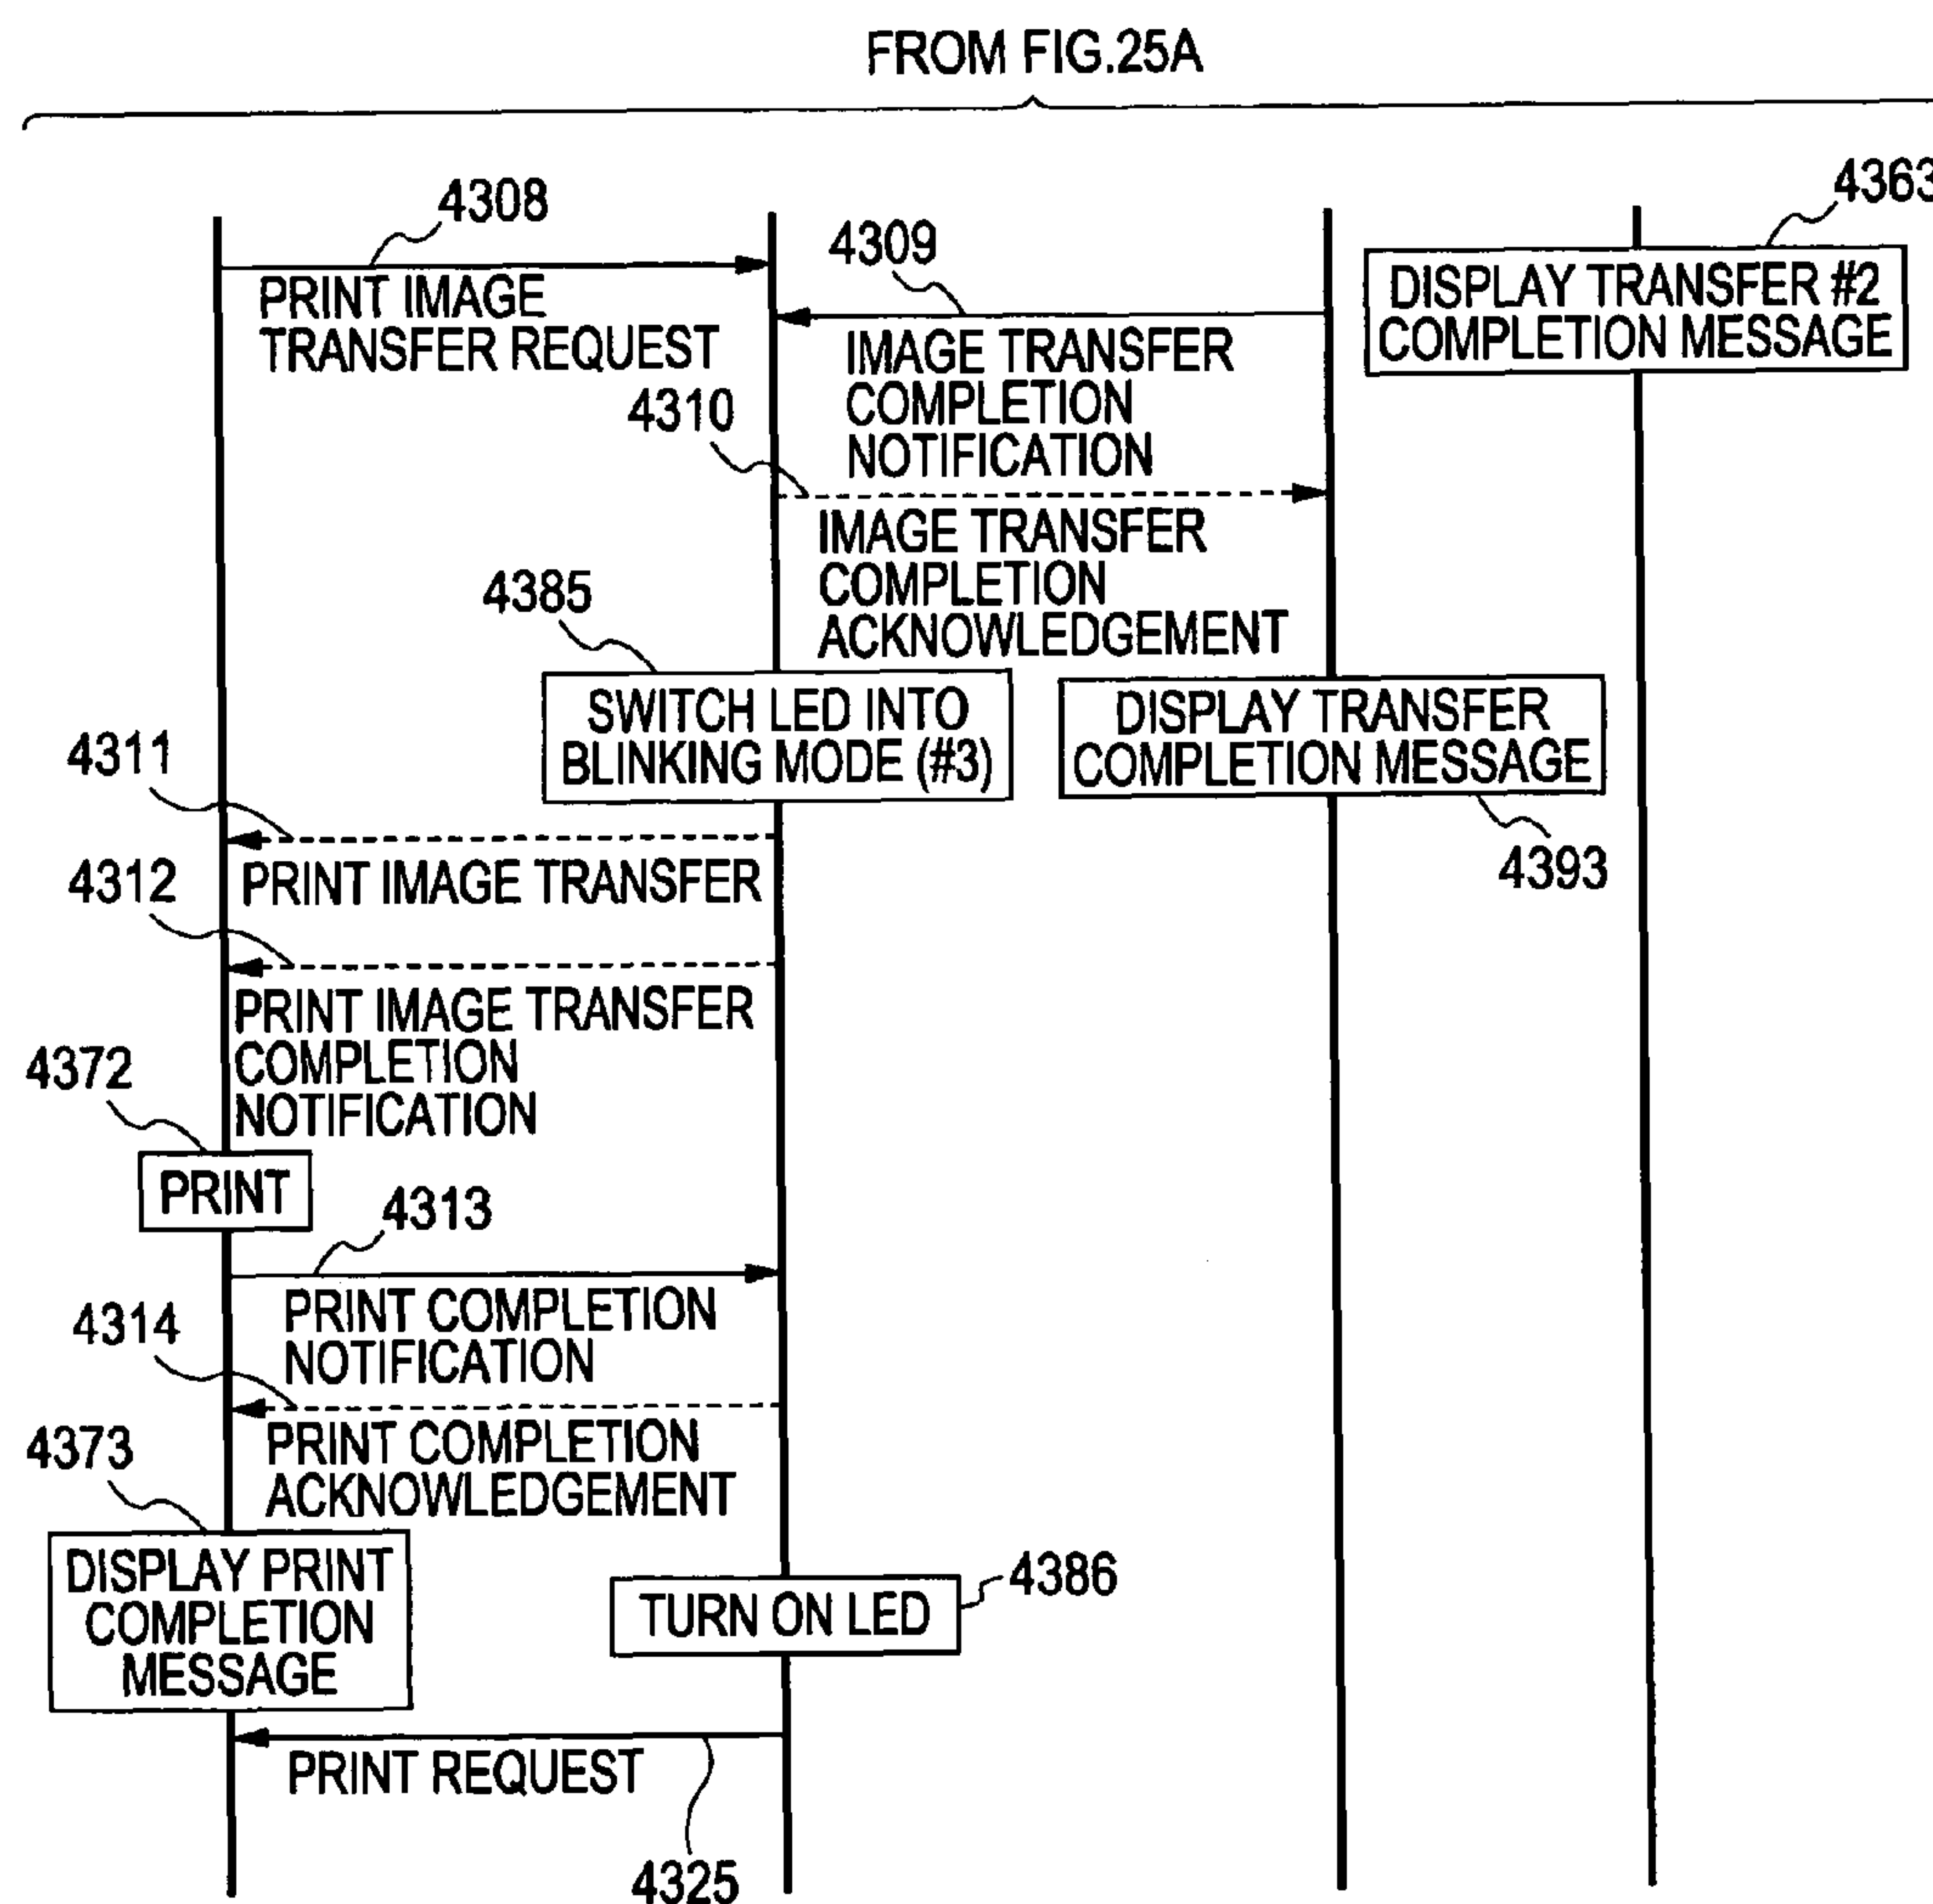 FROM FIG.25A
4363
4308
4309
PRINT IMAGE
TRANSFER REQUEST
DISPLAY TRANSFER #2
COMPLETION MESSAGE
IMAGE TRANSFER
COMPLETION
NOTIFICATION
4310
IMAGE TRANSFER
COMPLETION
ACKNOWLEDGEMENT
4385
SWITCH LED INTO
BLINKING MODE (#3)
DISPLAY TRANSFER
COMPLETION MESSAGE
4393
4311
PRINT IMAGE TRANSFER
4312
PRINT IMAGE TRANSFER
COMPLETION
NOTIFICATION
4372
PRINT
4313
PRINT COMPLETION
NOTIFICATION
4314
PRINT COMPLETION
ACKNOWLEDGEMENT
4373
DISPLAY PRINT
COMPLETION
MESSAGE
4386
TURN ON LED
PRINT REQUEST
4325